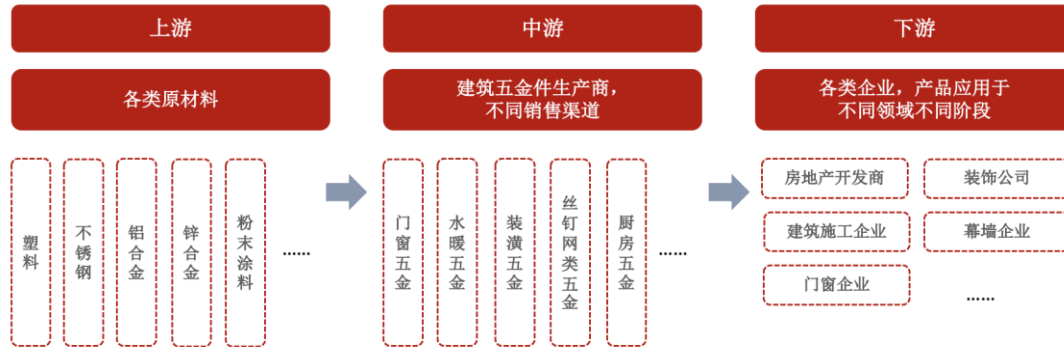 上游
各类原材料
塑料
不锈钢
铝合金
锌合金
粉末涂料
……
中游
建筑五金件生产商，
不同销售渠道
门窗五金
水暖五金
装潢五金
丝钉网类五金
厨房五金
……
下游
各类企业，产品应用于
不同领域不同阶段
房地产开发商
装饰公司
建筑施工企业
幕墙企业
门窗企业
……